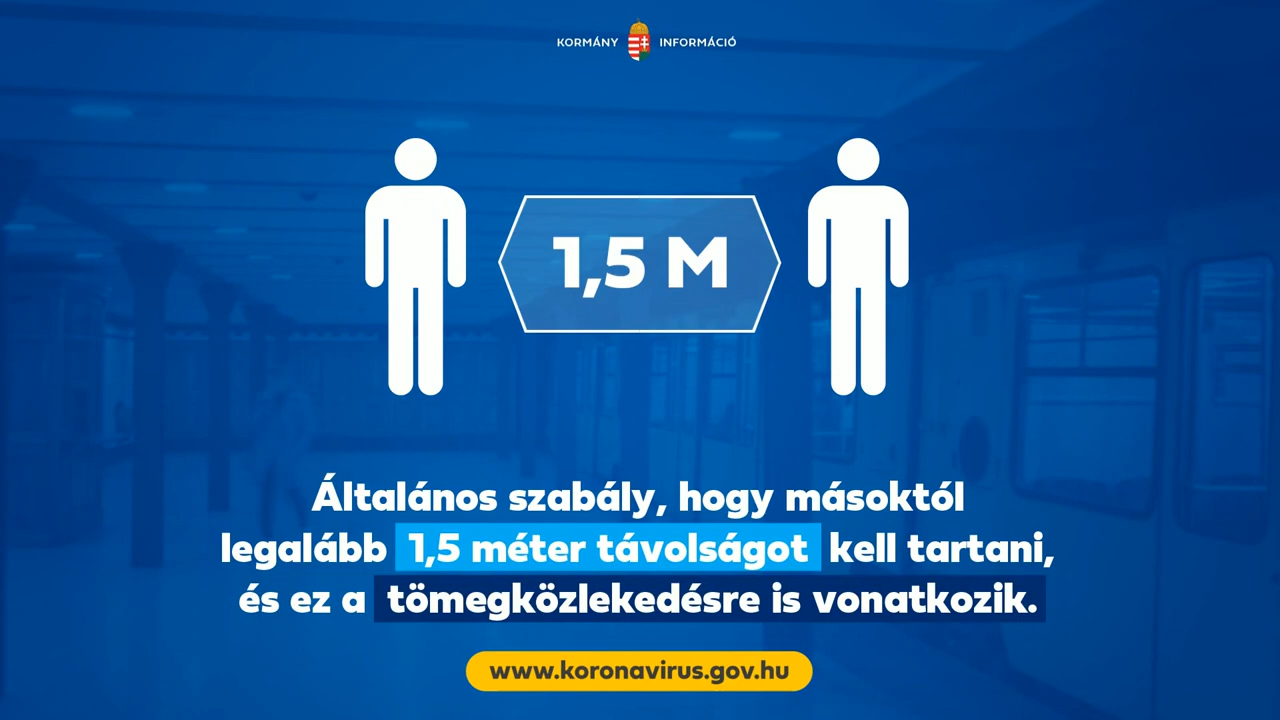 KORMÁNY INFORMÁCIÓ
1,5 M
Általános szabály, hogy másoktól
legalább 1,5 méter távolságot kell tartani,
és ez a tömegközlekedésre is vonatkozik.
www.koronavirus.gov.hu